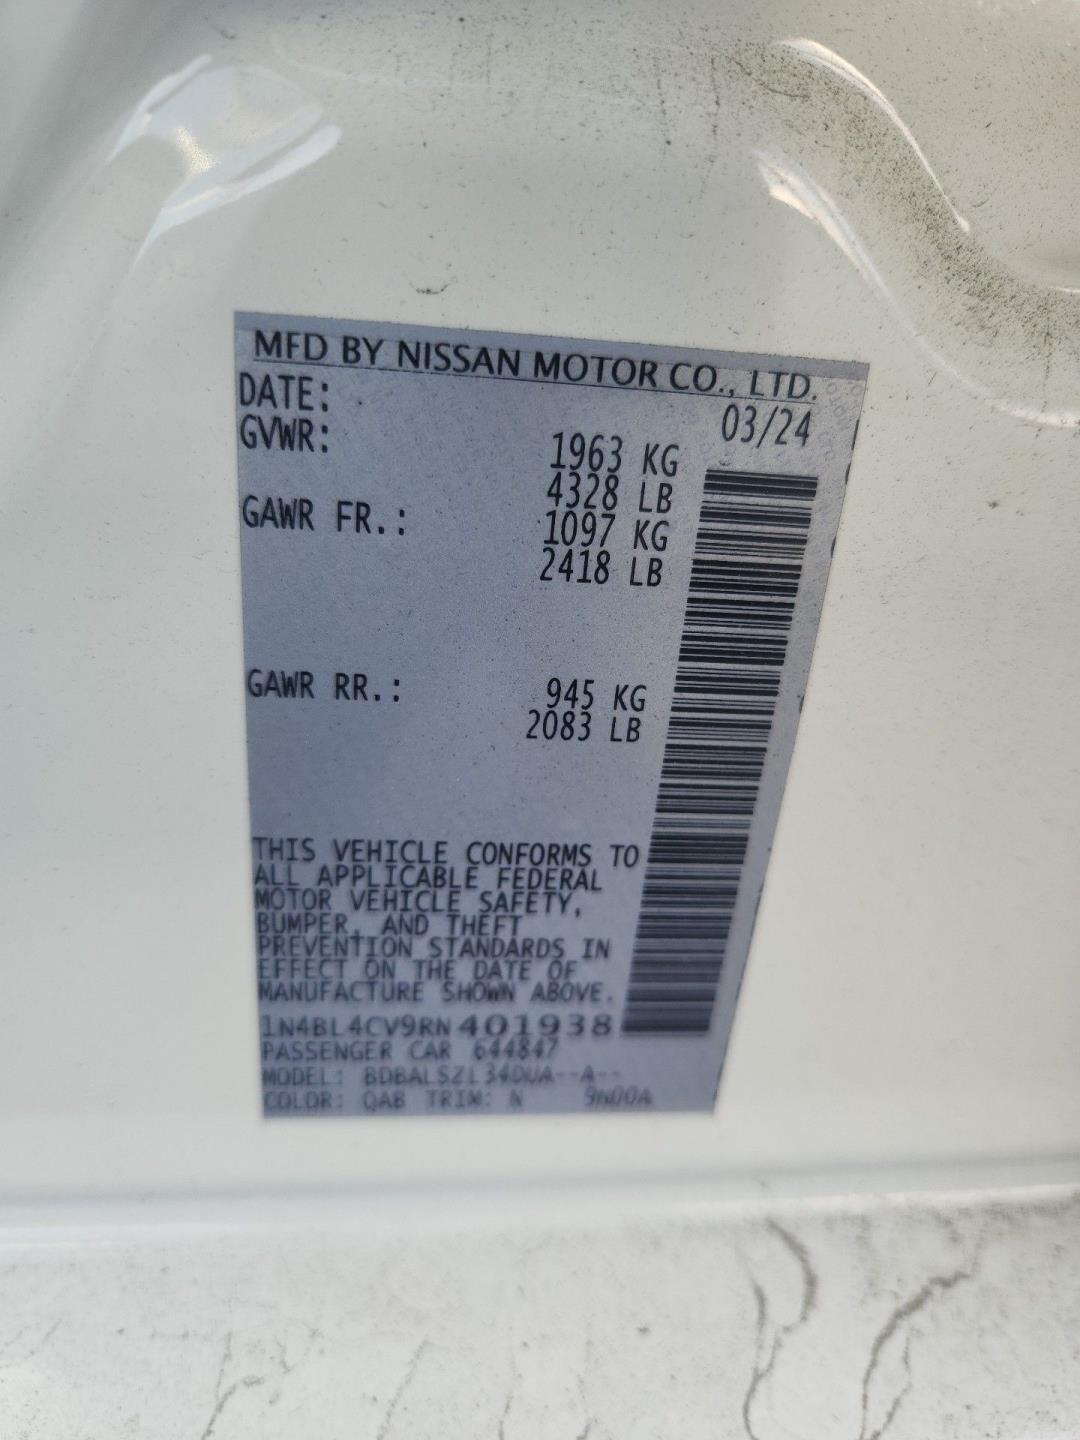 MFD BY NISSAN MOTOR CO., LTD.
DATE: 03/24
GVWR: 1963 KG
4328 LB
GAWR FR.: 1097 KG
2418 LB
GAWR RR.: 945 KG
2083 LB
THIS VEHICLE CONFORMS TO
ALL APPLICABLE FEDERAL
MOTOR VEHICLE SAFETY,
BUMPER, AND THEFT
PREVENTION STANDARDS IN
EFFECT ON THE DATE OF
MANUFACTURE SHOWN ABOVE.
1N4BL4CV9RN401938
PASSENGER CAR 644847
MODEL:
COLOR: QAB TRIM: N 9N00A